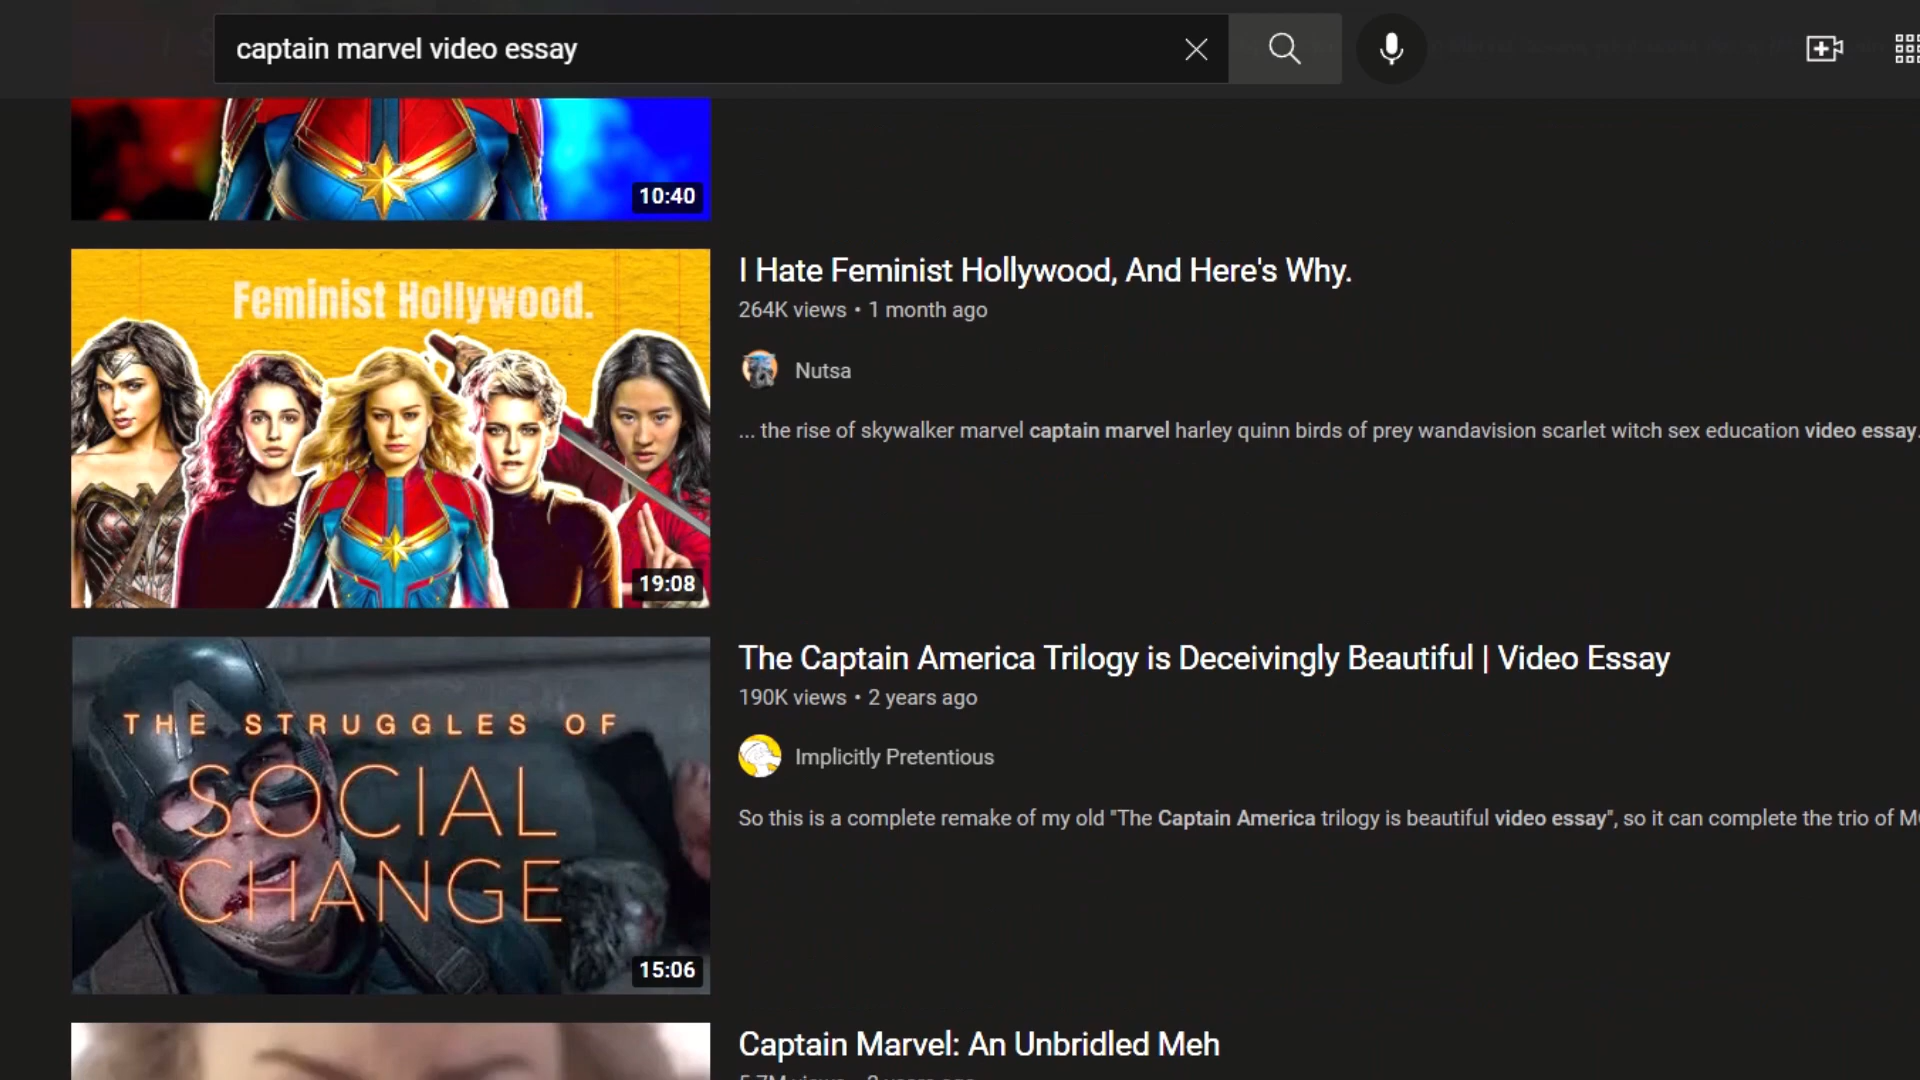 captain marvel video essay
10:40
Feminist Hollywood.
19:08
I Hate Feminist Hollywood, And Here's Why.
264K views • 1 month ago
Nutsa
... the rise of skywalker marvel captain marvel harley quinn birds of prey wandavision scarlet witch sex education video essay.
THE STRUGGLES OF
SOCIAL
CHANGE
15:06
The Captain America Trilogy is Deceivingly Beautiful | Video Essay
190K views • 2 years ago
Implicitly Pretentious
So this is a complete remake of my old "The Captain America trilogy is beautiful video essay", so it can complete the trio of
Captain Marvel: An Unbridled Meh